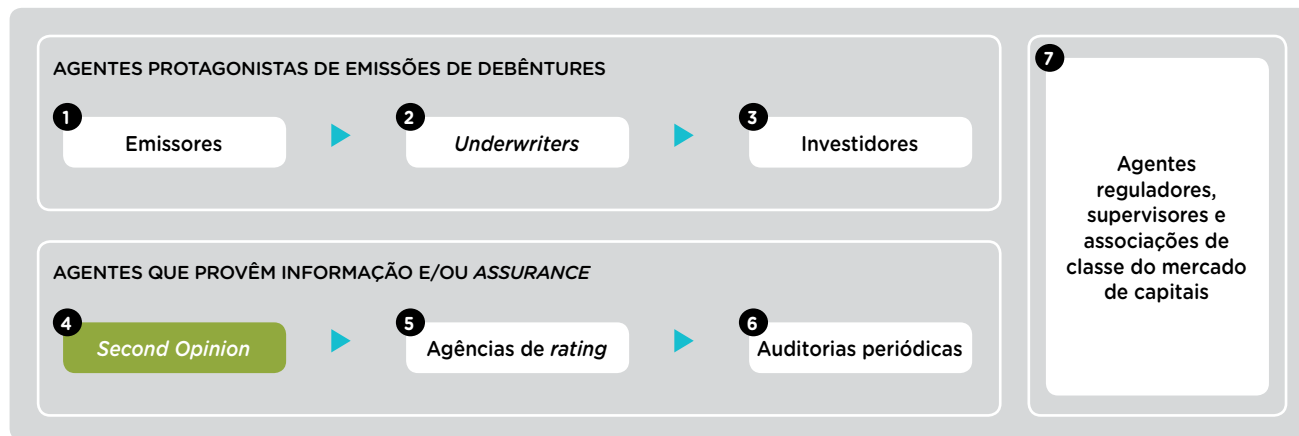 AGENTES PROTAGONISTAS DE EMISSÕES DE DEBÊNTURES
1
Emissores
2
Underwriters
3
Investidores
AGENTES QUE PROVÊM INFORMAÇÃO E/OU ASSURANCE
4
Second Opinion
5
Agências de rating
6
Auditorias periódicas
7
Agentes
reguladores,
supervisores e
associações de
classe do mercado
de capitais